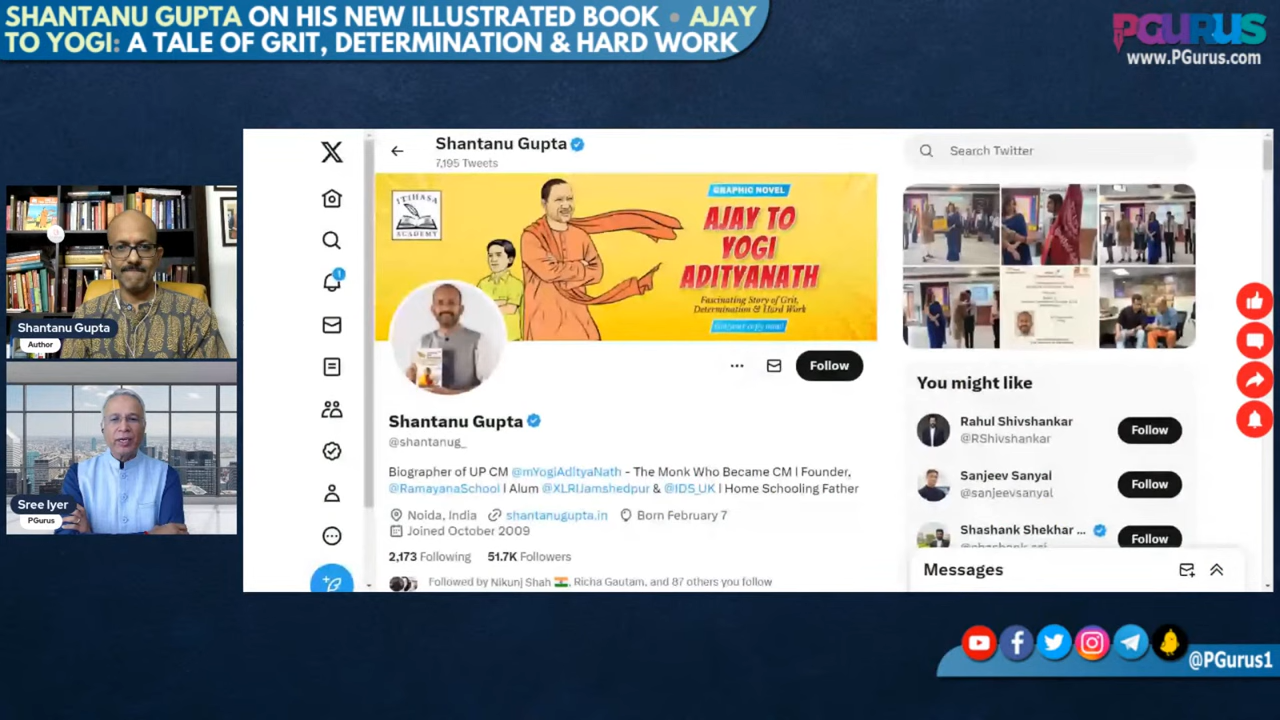 SHANTANU GUPTA ON HIS NEW ILLUSTRATED BOOK • AJAY
TO YOGI: A TALE OF GRIT, DETERMINATION & HARD WORK
PGURUS
www.PGurus.com
Shantanu Gupta
7,195 Tweets
Search Twitter
ITIHASA
ACADEMY
GRAPHIC NOVEL
AJAY TO
YOGI
ADITYANATH
Fascinating Story of Grit,
Determination & Hard Work
Get your copy now!
Shantanu Gupta
Author
Sree Iyer
PGurus
1
Follow
Shantanu Gupta
@shantanug_
Biographer of UP CM @mYogiAdityaNath - The Monk Who Became CM | Founder,
@RamayanaSchool | Alum @XLRIJamshedpur & @IDS_UK | Home Schooling Father
Noida, India shantanugupta.in Born February 7
Joined October 2009
2,173 Following 51.7K Followers
Followed by Nikunj Shah, Richa Gautam, and 87 others you follow
You might like
Rahul Shivshankar
@RShivshankar
Follow
Sanjeev Sanyal
@sanjeevsanyal
Follow
Shashank Shekhar ...
Follow
Messages
@PGurus1